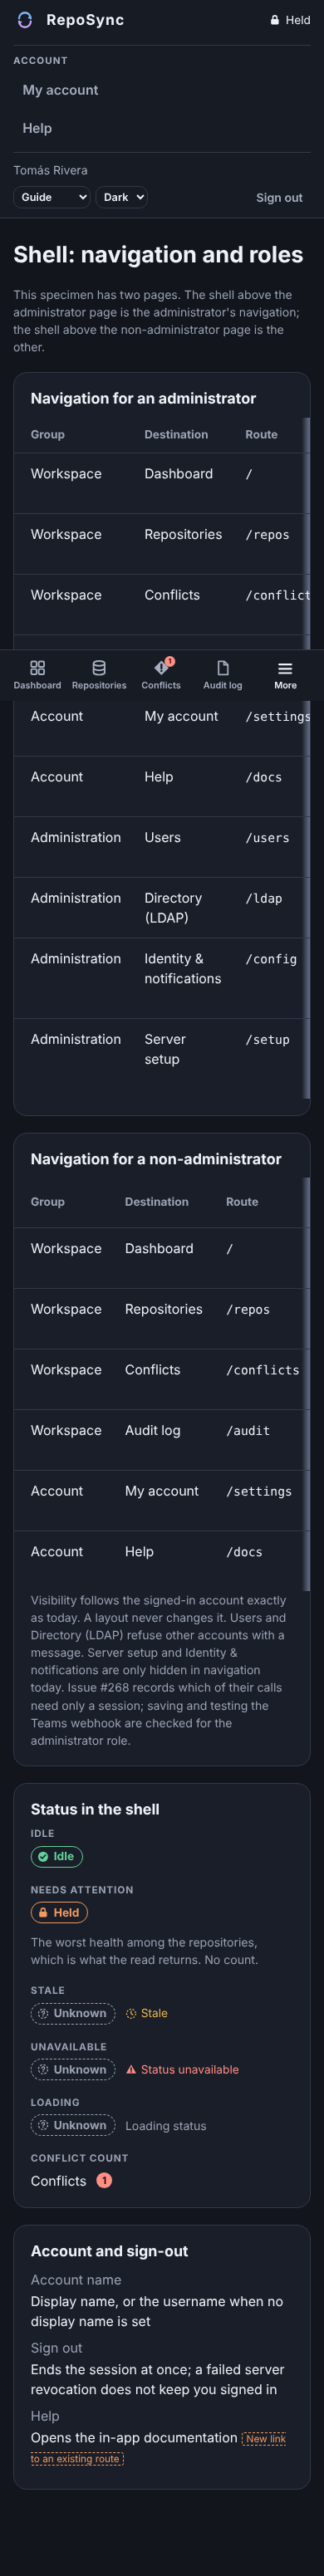 RepoSync
Held
ACCOUNT
My account
Help
Tomás Rivera
Guide
Dark
Sign out
Shell: navigation and roles
This specimen has two pages. The shell above the
administrator page is the administrator's navigation;
the shell above the non-administrator page is the
other.
Navigation for an administrator
Group Destination Route
Workspace Dashboard /
Workspace Repositories /repos
Workspace Conflicts /conflict
1
Dashboard Repositories Conflicts Audit log More
Account My account /settings
Account Help /docs
Administration Users /users
Administration Directory /ldap
(LDAP)
Administration Identity & /config
notifications
Administration Server /setup
setup
Navigation for a non-administrator
Group Destination Route
Workspace Dashboard /
Workspace Repositories /repos
Workspace Conflicts /conflicts
Workspace Audit log /audit
Account My account /settings
Account Help /docs
Visibility follows the signed-in account exactly
as today. A layout never changes it. Users and
Directory (LDAP) refuse other accounts with a
message. Server setup and Identity &
notifications are only hidden in navigation
today. Issue #268 records which of their calls
need only a session; saving and testing the
Teams webhook are checked for the
administrator role.
Status in the shell
IDLE
Idle
NEEDS ATTENTION
Held
The worst health among the repositories,
which is what the read returns. No count.
STALE
Unknown Stale
UNAVAILABLE
Unknown Status unavailable
LOADING
Unknown Loading status
CONFLICT COUNT
Conflicts 1
Account and sign-out
Account name
Display name, or the username when no
display name is set
Sign out
Ends the session at once; a failed server
revocation does not keep you signed in
Help
Opens the in-app documentation New link
to an existing route